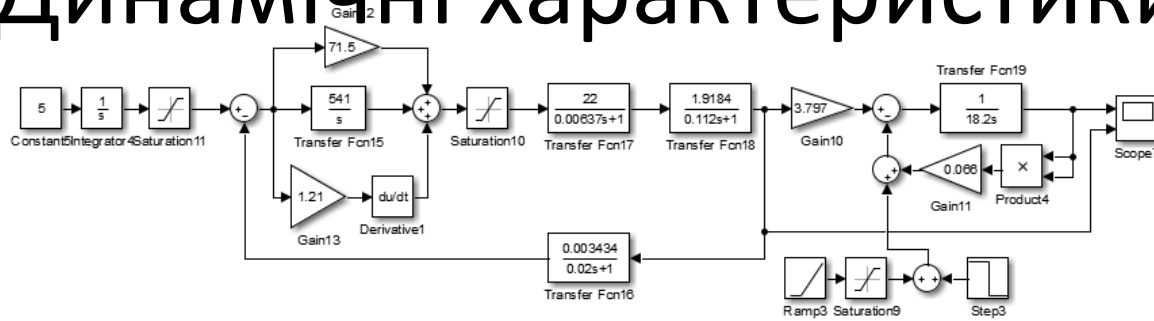 Динамічні характеристики
Gain12
71.5
Transfer Fcn19
5
1
s
541
s
+
-
+
+
+
22
0.00637s+1
1.9184
0.112s+1
3.797
+
-
1
18.2s
Constant5
Integrator4
Saturation11
Transfer Fcn15
Saturation10
Transfer Fcn17
Transfer Fcn18
Gain10
Scope
1.21
du/dt
Gain13
Derivative1
+
+
0.066
×
Gain11
Product4
0.003434
0.02s+1
Transfer Fcn16
+ +
Ramp3
Saturation9
Step3